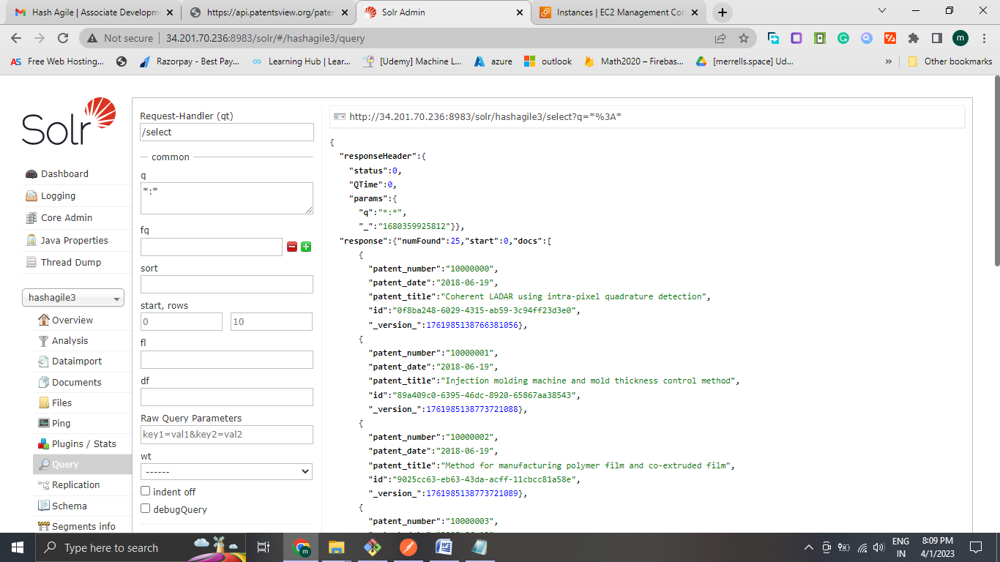 Hash Agile | Associate Developm
https://api.patentsview.org/paten
Solr Admin
Instances | EC2 Management Con
Not secure
34.201.70.236:8983/solr/#/hashagile3/query
m
AS Free Web Hosting...
Razorpay - Best Pay...
Learning Hub | Lear...
[Udemy] Machine L...
azure
outlook
Math2020 – Firebas...
[merrells.space] Ud...
»
Other bookmarks
Solr
Dashboard
Logging
Core Admin
Java Properties
Thread Dump
hashagile3
Overview
Analysis
Dataimport
Documents
Files
Ping
Plugins / Stats
Query
Replication
Schema
Segments info
Request-Handler (qt)
/select
common
q
*:*
fq
sort
start, rows
0
10
fl
df
Raw Query Parameters
key1=val1&key2=val2
wt
------
indent off
debugQuery
http://34.201.70.236:8983/solr/hashagile3/select?q=*%3A*
{
"responseHeader":{
"status":0,
"QTime":0,
"params":{
"q":"*:*",
"_":"1680359925812"}},
"response":{"numFound":25,"start":0,"docs":[
{
"patent_number":"10000000",
"patent_date":"2018-06-19",
"patent_title":"Coherent LADAR using intra-pixel quadrature detection",
"id":"0f8ba248-6029-4315-ab59-3c94ff23d3e0",
"_version_":1761985138766381056},
{
"patent_number":"10000001",
"patent_date":"2018-06-19",
"patent_title":"Injection molding machine and mold thickness control method",
"id":"89a409c0-6395-46dc-8920-65867aa38543",
"_version_":1761985138773721088},
{
"patent_number":"10000002",
"patent_date":"2018-06-19",
"patent_title":"Method for manufacturing polymer film and co-extruded film",
"id":"9025cc63-eb63-43da-acff-11cbcc81a58e",
"_version_":1761985138773721089},
{
"patent_number":"10000003",
Type here to search
m
ENG
IN
8:09 PM
4/1/2023